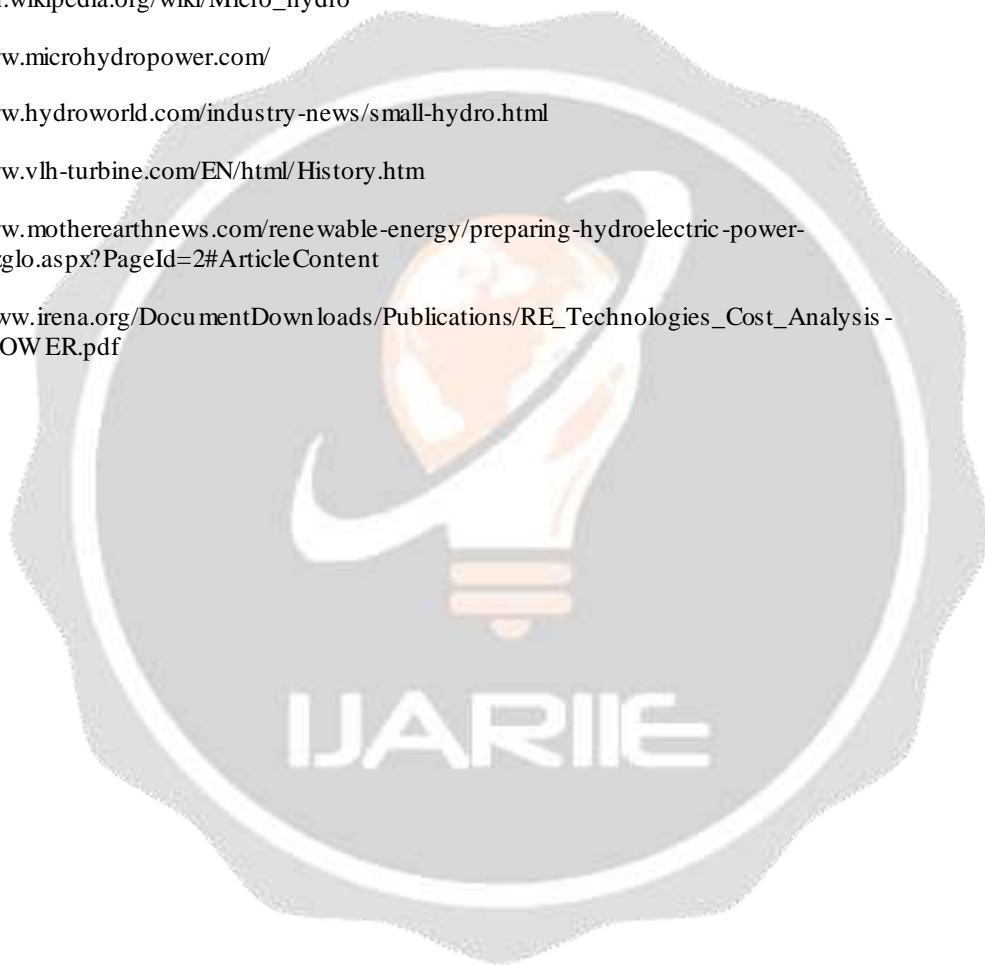 .wikipedia.org/wiki/Micro_hydro
w.microhydropower.com/
w.hydroworld.com/industry-news/small-hydro.html
w.vlh-turbine.com/EN/html/History.htm
w.motherearthnews.com/renewable-energy/preparing-hydroelectric-power-
glo.aspx?PageId=2#ArticleContent
ww.irena.org/DocumentDownloads/Publications/RE_Technologies_Cost_Analysis-
OWER.pdf
IJARIIE